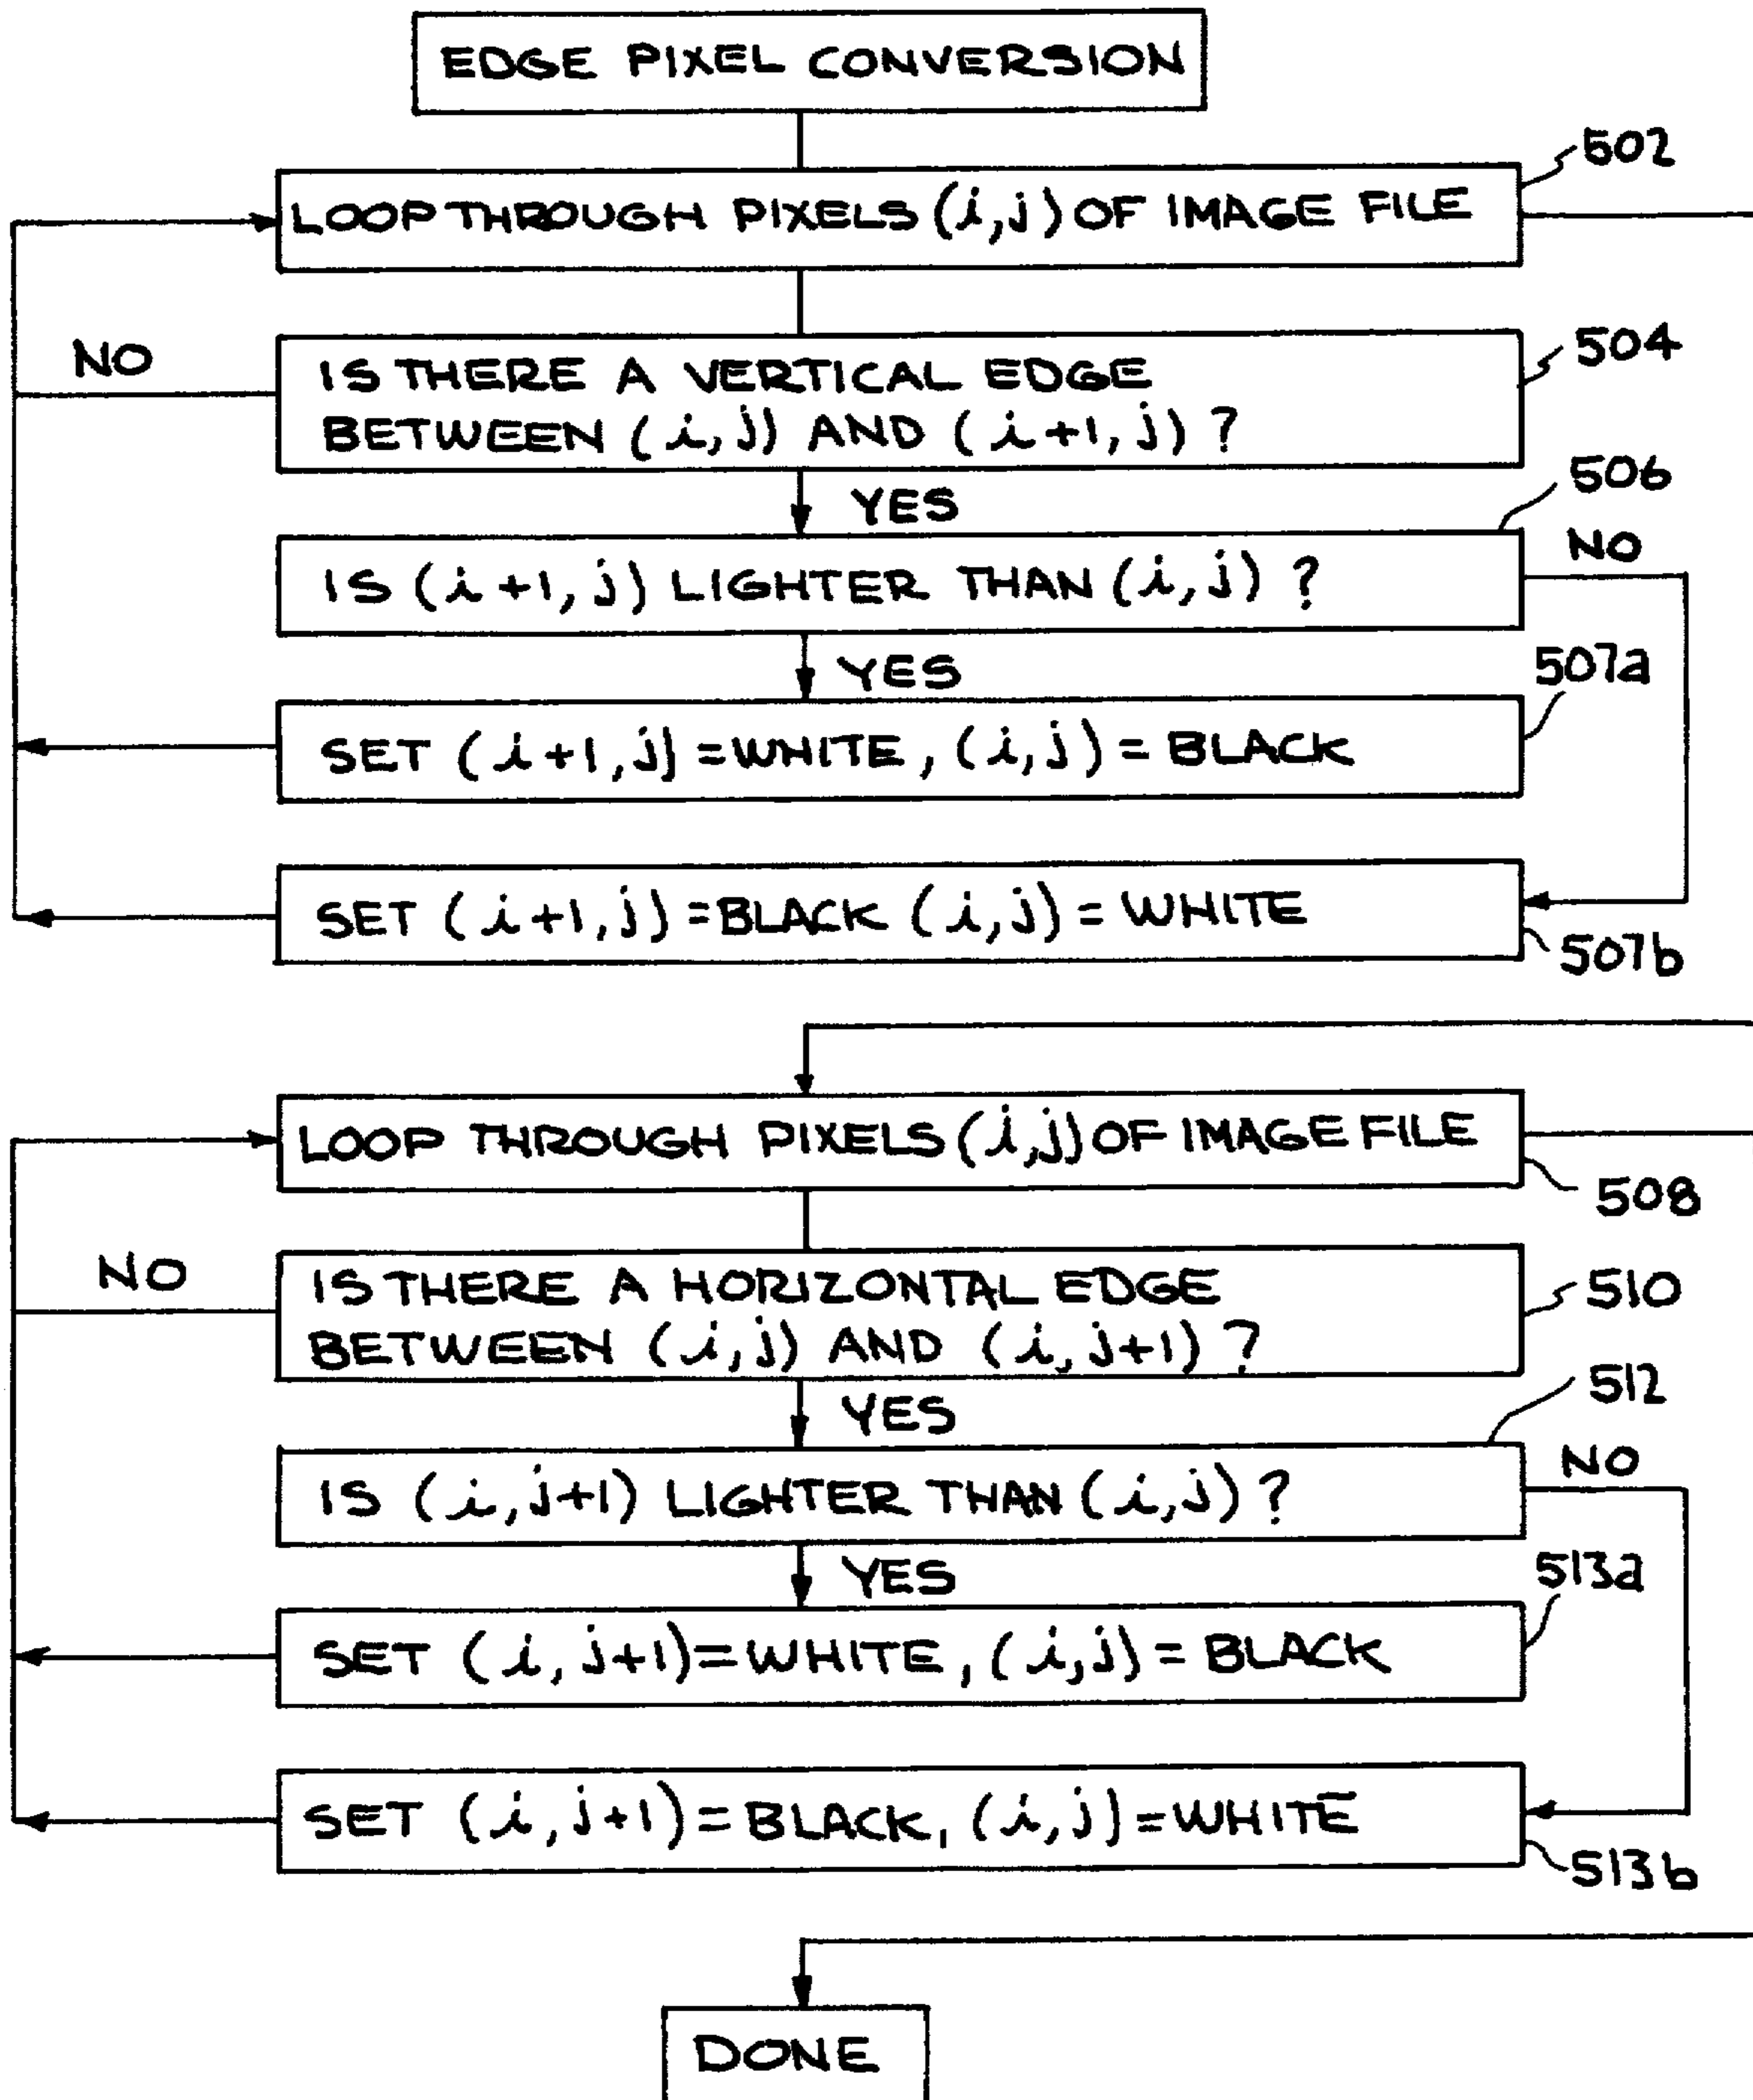 EDGE PIXEL CONVERSION
502
LOOP THROUGH PIXELS (i,j) OF IMAGE FILE
NO
504
IS THERE A VERTICAL EDGE
BETWEEN (i,j) AND (i+1,j)?
506
YES
NO
IS (i+1,j) LIGHTER THAN (i,j)?
YES
507a
SET (i+1,j)=WHITE, (i,j)=BLACK
SET (i+1,j)=BLACK (i,j)=WHITE
507b
LOOP THROUGH PIXELS (i,j) OF IMAGE FILE
508
NO
IS THERE A HORIZONTAL EDGE
510
BETWEEN (i,j) AND (i,j+1)?
512
YES
NO
IS (i,j+1) LIGHTER THAN (i,j)?
YES
513a
SET (i,j+1)=WHITE, (i,j)=BLACK
SET (i,j+1)=BLACK, (i,j)=WHITE
513b
DONE